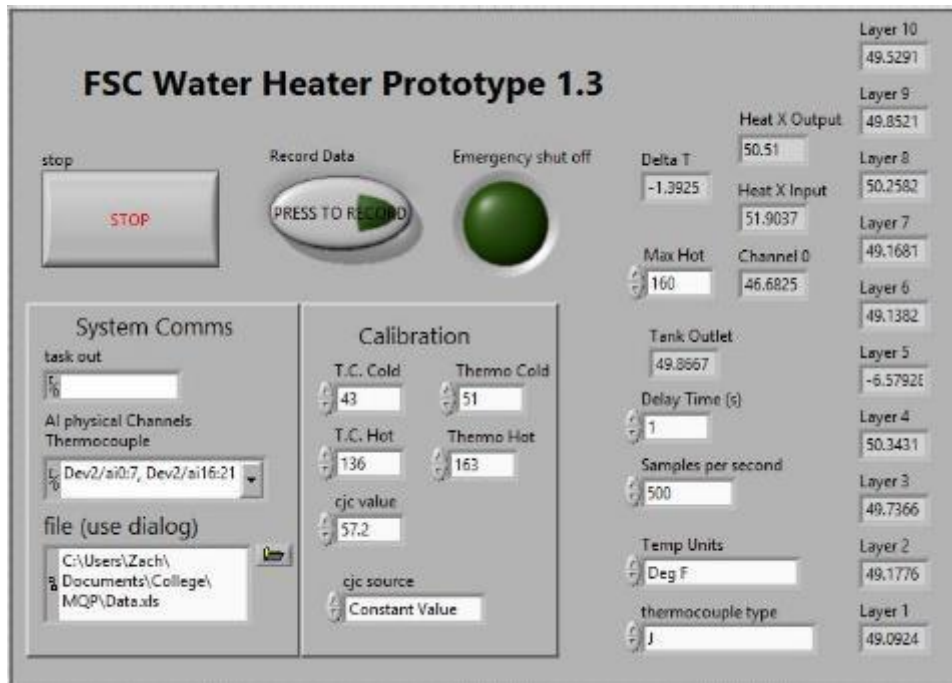 FSC Water Heater Prototype 1.3
stop
STOP
Record Data
PRESS TO RECORD
Emergency shut off
Delta T
-1.3925
Heat X Output
50.51
Heat X Input
51.9037
Max Hot
160
Channel 0
46.6825
Tank Outlet
49.8667
Delay Time (s)
1
Samples per second
500
Temp Units
Deg F
thermocouple type
J
System Comms
task out
AI physical Channels
Thermocouple
Dev2/ai0:7, Dev2/ai16:21
file (use dialog)
C:\Users\Zach\
Documents\College\
MQP\Data.xls
Calibration
T.C. Cold
43
Thermo Cold
51
T.C. Hot
136
Thermo Hot
163
cjc value
57.2
cjc source
Constant Value
Layer 10
49.5291
Layer 9
49.8521
Layer 8
50.2582
Layer 7
49.1681
Layer 6
49.1382
Layer 5
-6.5792
Layer 4
50.3431
Layer 3
49.7366
Layer 2
49.1776
Layer 1
49.0924